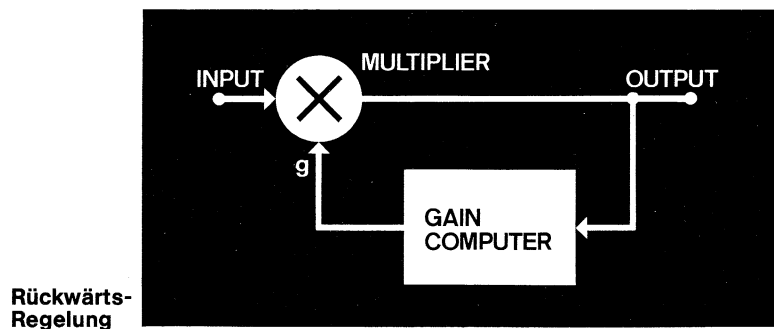 INPUT
MULTIPLIER
OUTPUT
g
GAIN
COMPUTER
Rückwärts-
Regelung